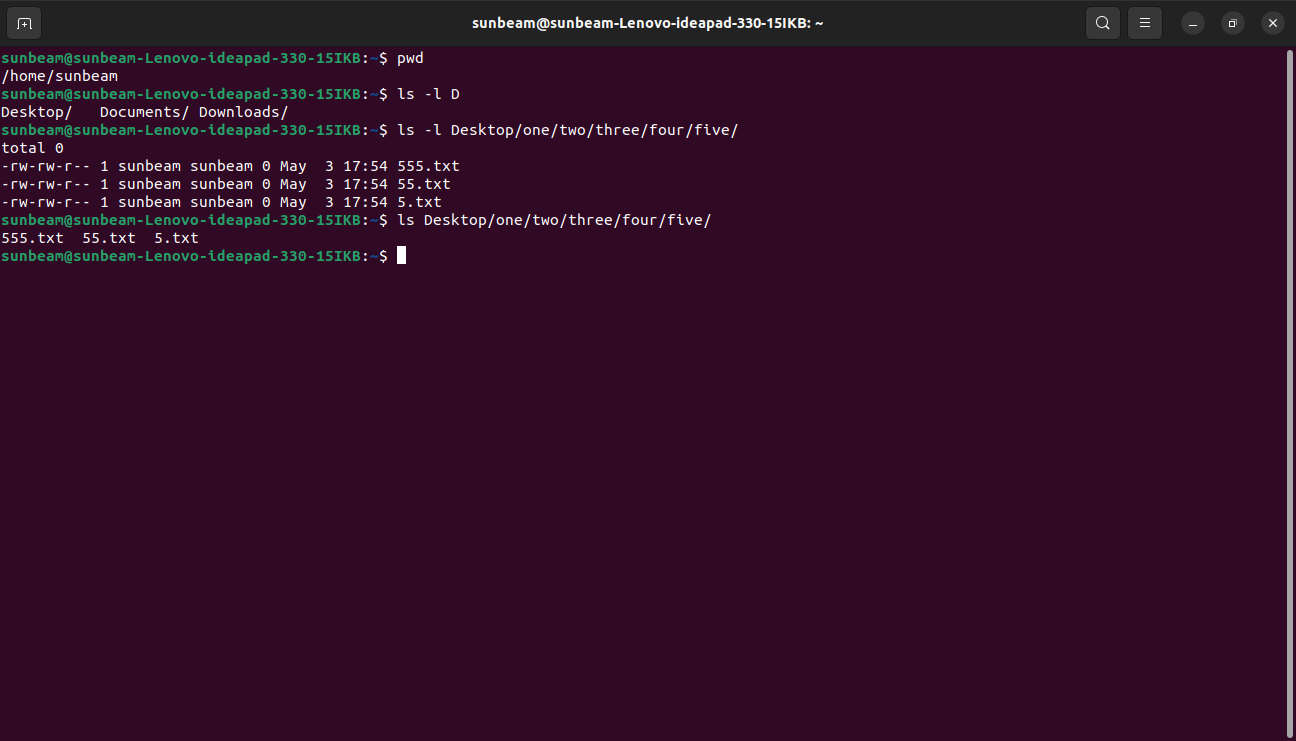 sunbeam@sunbeam-Lenovo-ideapad-330-15IKB: ~
sunbeam@sunbeam-Lenovo-ideapad-330-15IKB:~$ pwd
/home/sunbeam
sunbeam@sunbeam-Lenovo-ideapad-330-15IKB:~$ ls -l D
Desktop/   Documents/ Downloads/
sunbeam@sunbeam-Lenovo-ideapad-330-15IKB:~$ ls -l Desktop/one/two/three/four/five/
total 0
-rw-rw-r-- 1 sunbeam sunbeam 0 May  3 17:54 555.txt
-rw-rw-r-- 1 sunbeam sunbeam 0 May  3 17:54 55.txt
-rw-rw-r-- 1 sunbeam sunbeam 0 May  3 17:54 5.txt
sunbeam@sunbeam-Lenovo-ideapad-330-15IKB:~$ ls Desktop/one/two/three/four/five/
555.txt  55.txt  5.txt
sunbeam@sunbeam-Lenovo-ideapad-330-15IKB:~$